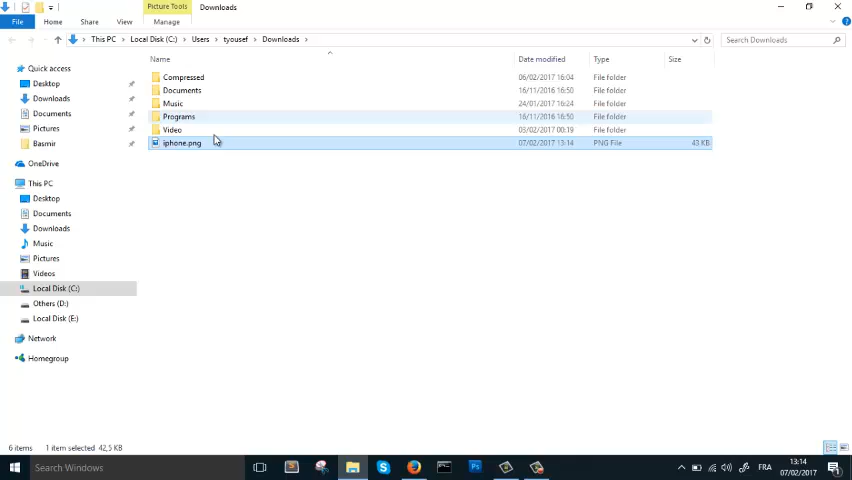 Picture Tools
Downloads
File
Home
Share
View
Manage
This PC
Local Disk (C:)
Users
tyousef
Downloads
Search Downloads
Name
Date modified
Type
Size
Compressed
06/02/2017 16:04
File folder
Documents
16/11/2016 16:50
File folder
Music
24/01/2017 16:24
File folder
Programs
16/11/2016 16:50
File folder
Video
03/02/2017 00:19
File folder
iphone.png
07/02/2017 13:14
PNG File
43 KB
Quick access
Desktop
Downloads
Documents
Pictures
Basmir
OneDrive
This PC
Desktop
Documents
Downloads
Music
Pictures
Videos
Local Disk (C:)
Others (D:)
Local Disk (E:)
Network
Homegroup
6 items
1 item selected 42,5 KB
Search Windows
Ps
FRA
13:14
07/02/2017